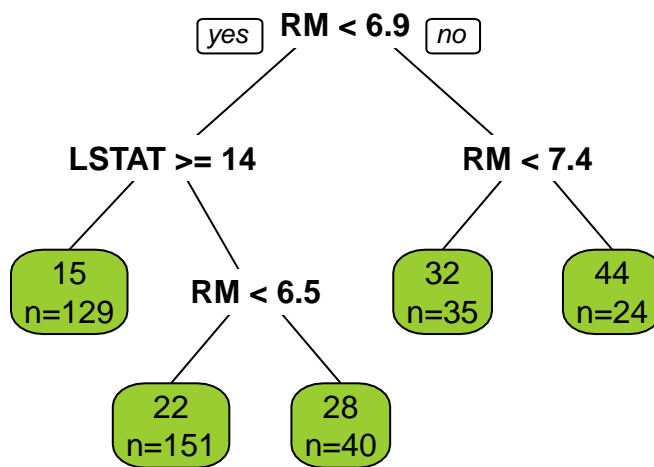 yes RM < 6.9 no
LSTAT >= 14 RM < 7.4
15
n=129
32
n=35
44
n=24
RM < 6.5
22
n=151
28
n=40